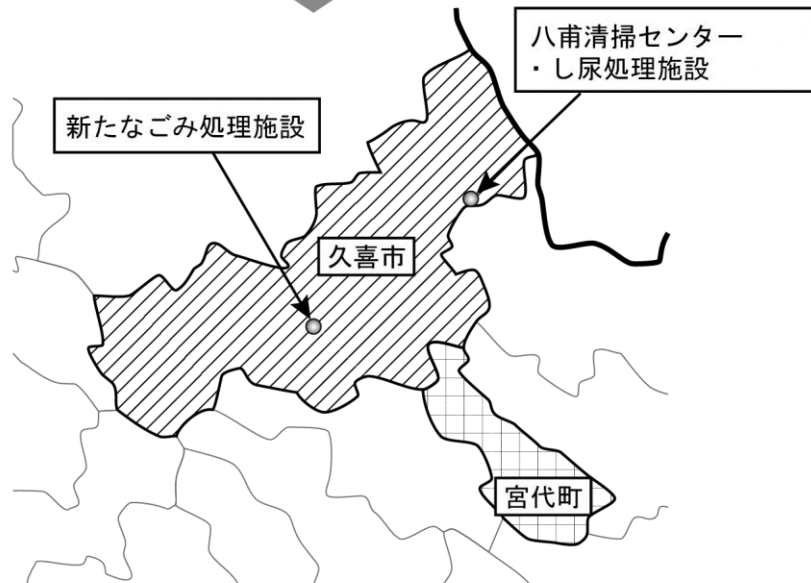 八甫清掃センター
・し尿処理施設
新たなごみ処理施設
久喜市
宮代町